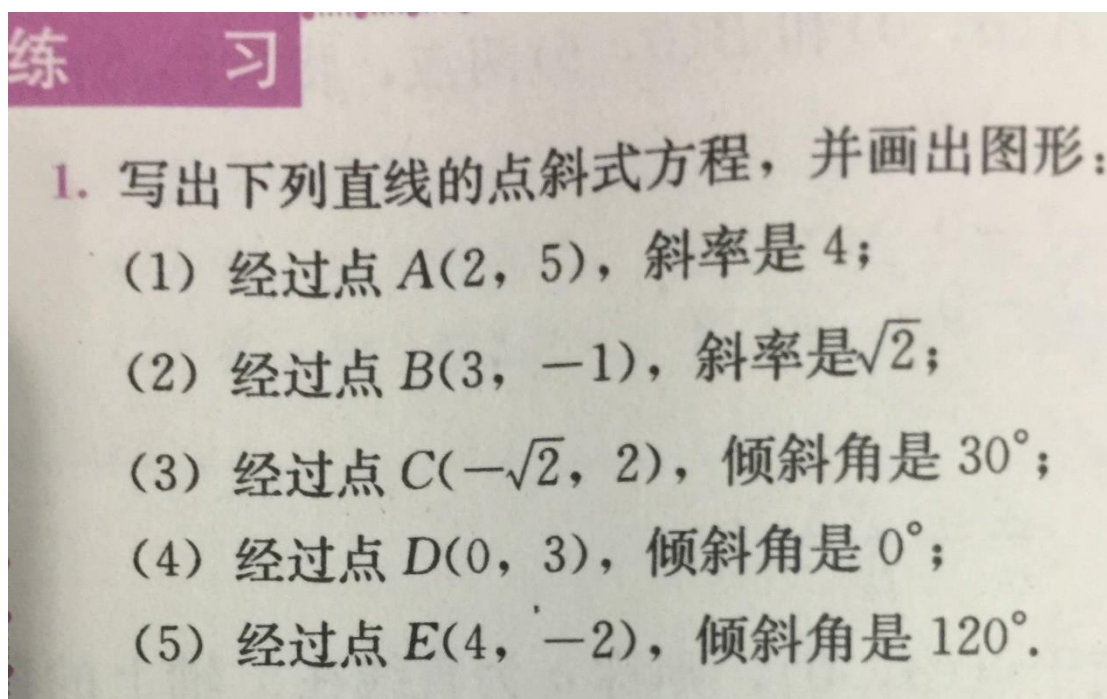 练 习
1. 写出下列直线的点斜式方程，并画出图形：
（1）经过点 A(2，5)，斜率是 4；
（2）经过点 B(3，－1)，斜率是√2；
（3）经过点 C(－√2，2)，倾斜角是 30°；
（4）经过点 D(0，3)，倾斜角是 0°；
（5）经过点 E(4，－2)，倾斜角是 120°.